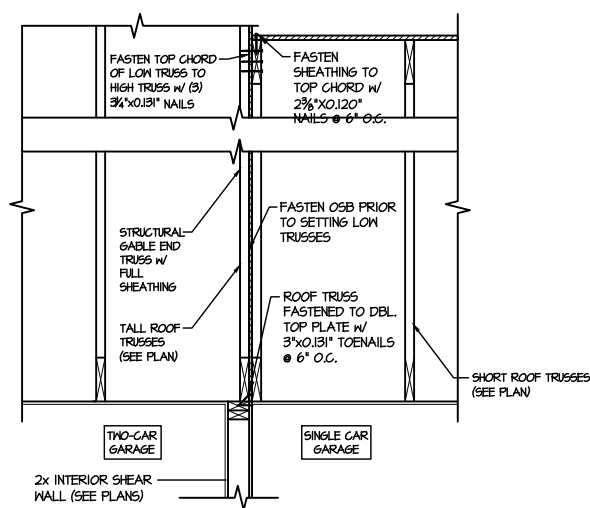 FASTEN TOP CHORD
OF LOW TRUSS TO
HIGH TRUSS W/ (3)
3¼"X0.131" NAILS
FASTEN
SHEATHING TO
TOP CHORD W/
2⅜"X0.120"
NAILS @ 6" O.C.
STRUCTURAL
GABLE END
TRUSS W/
FULL
SHEATHING
FASTEN OSB PRIOR
TO SETTING LOW
TRUSSES
TALL ROOF
TRUSSES
(SEE PLAN)
ROOF TRUSS
FASTENED TO DBL.
TOP PLATE W/
3"X0.131" TOENAILS
@ 6" O.C.
SHORT ROOF TRUSSES
(SEE PLAN)
TWO-CAR
GARAGE
SINGLE CAR
GARAGE
2x INTERIOR SHEAR
WALL (SEE PLANS)